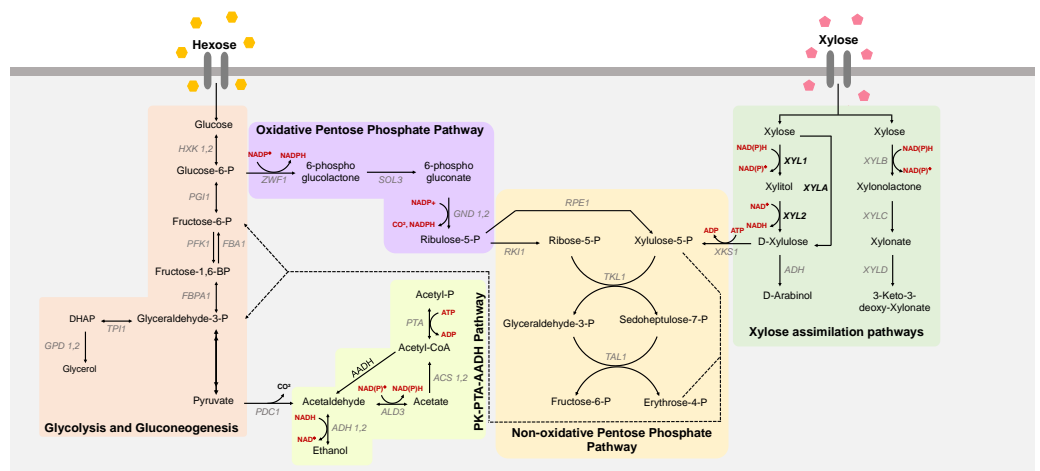 Hexose
Xylose
Glucose
HXK 1,2
Glucose-6-P
PGI1
Fructose-6-P
PFK1
FBA1
Fructose-1,6-BP
FBPA1
Glyceraldehyde-3-P
DHAP
TPI1
GPD 1,2
Glycerol
Pyruvate
Glycolysis and Gluconeogenesis
Oxidative Pentose Phosphate Pathway
NADP⁺
NADPH
ZWF1
6-phospho
glucolactone
SOL3
6-phospho
gluconate
NADP+
GND 1,2
CO², NADPH
Ribulose-5-P
RPE1
RKI1
Ribose-5-P
Xylulose-5-P
TKL1
Glyceraldehyde-3-P
Sedoheptulose-7-P
TAL1
Fructose-6-P
Erythrose-4-P
Non-oxidative Pentose Phosphate
Pathway
ADP
ATP
XKS1
Xylose
NAD(P)H
XYL1
NAD(P)⁺
XYLA
Xylitol
NAD⁺
XYL2
NADH
D-Xylulose
ADH
D-Arabinol
Xylose
XYLB
NAD(P)H
NAD(P)⁺
Xylonolactone
XYLC
Xylonate
XYLD
3-Keto-3-
deoxy-Xylonate
Xylose assimilation pathways
Acetyl-P
PTA
ATP
ADP
Acetyl-CoA
AADH
ACS 1,2
NAD(P)⁺
NAD(P)H
CO²
PDC1
Acetaldehyde
ALD3
Acetate
NADH
ADH 1,2
NAD⁺
Ethanol
PK-PTA-AADH Pathway